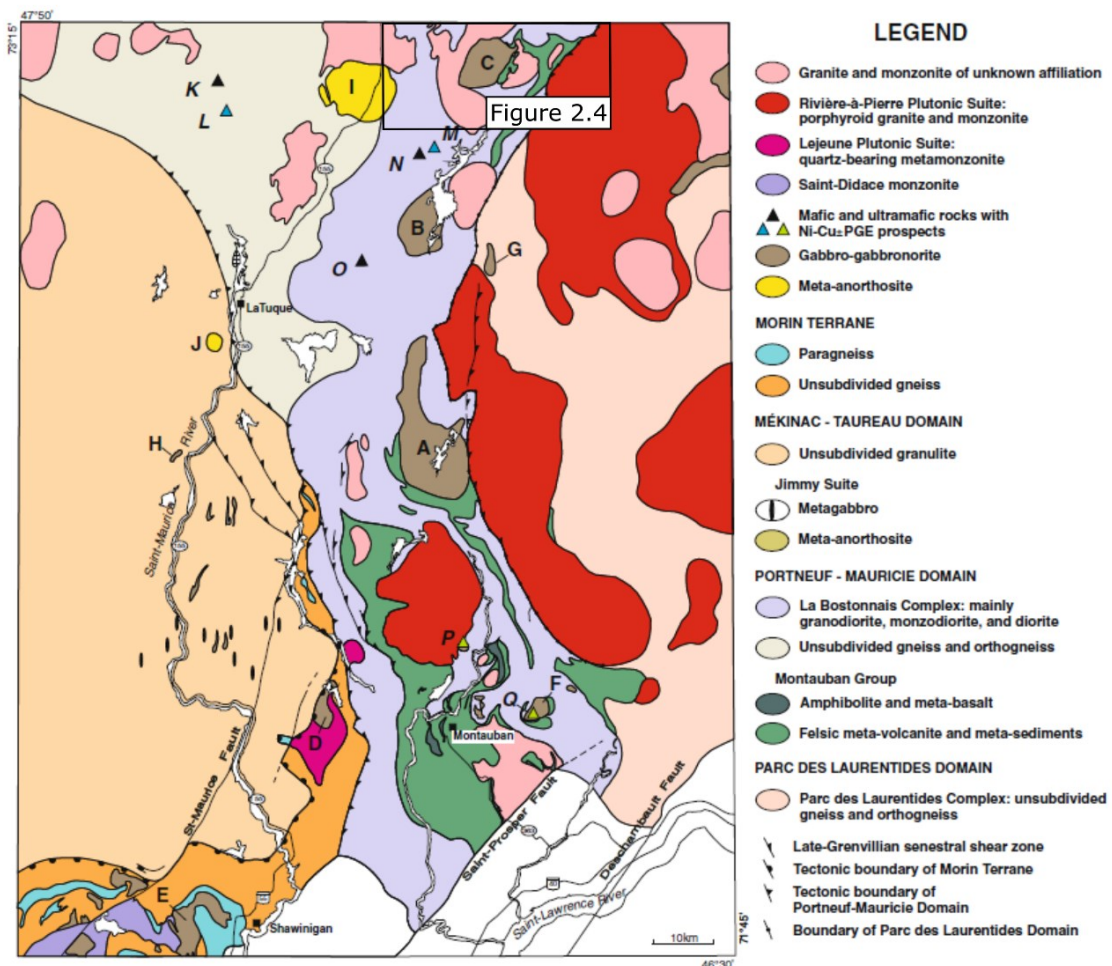 47°50'
73°15'
K
L
I
C
Figure 2.4
M
N
155
B
G
O
LaTuque
J
155
A
H
River
Saint-Maurice
155
P
F
Q
Montauban
D
St-Maurice Fault
155
Saint-Prosper Fault
363
Deschambault Fault
40
Saint-Lawrence River
E
55
Shawinigan
10km
71°45'
46°30'
LEGEND
Granite and monzonite of unknown affiliation
Rivière-à-Pierre Plutonic Suite:
porphyroid granite and monzonite
Lejeune Plutonic Suite:
quartz-bearing metamonzonite
Saint-Didace monzonite
Mafic and ultramafic rocks with
Ni-Cu±PGE prospects
Gabbro-gabbronorite
Meta-anorthosite
MORIN TERRANE
Paragneiss
Unsubdivided gneiss
MÉKINAC - TAUREAU DOMAIN
Unsubdivided granulite
Jimmy Suite
Metagabbro
Meta-anorthosite
PORTNEUF - MAURICIE DOMAIN
La Bostonnais Complex: mainly
granodiorite, monzodiorite, and diorite
Unsubdivided gneiss and orthogneiss
Montauban Group
Amphibolite and meta-basalt
Felsic meta-volcanite and meta-sediments
PARC DES LAURENTIDES DOMAIN
Parc des Laurentides Complex: unsubdivided
gneiss and orthogneiss
Late-Grenvillian senestral shear zone
Tectonic boundary of Morin Terrane
Tectonic boundary of
Portneuf-Mauricie Domain
Boundary of Parc des Laurentides Domain